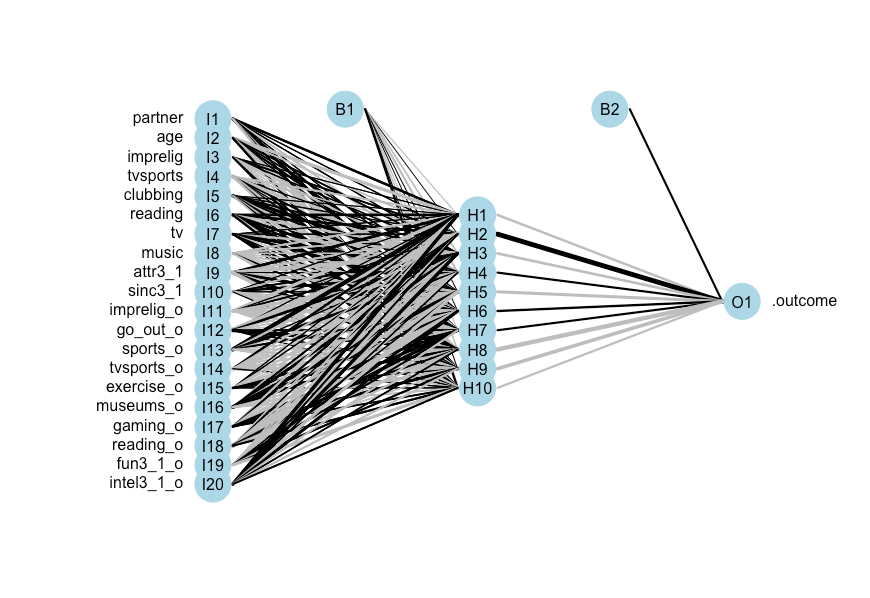 B1 B2
partner I1
age I2
imprelig I3
tvsports I4
clubbing I5
reading I6 H1
tv I7 H2
music I8 H3
attr3_1 I9 H4
sinc3_1 I10 H5
imprelig_o I11 H6 O1 .outcome
go_out_o I12 H7
sports_o I13 H8
tvsports_o I14 H9
exercise_o I15 H10
museums_o I16
gaming_o I17
reading_o I18
fun3_1_o I19
intel3_1_o I20